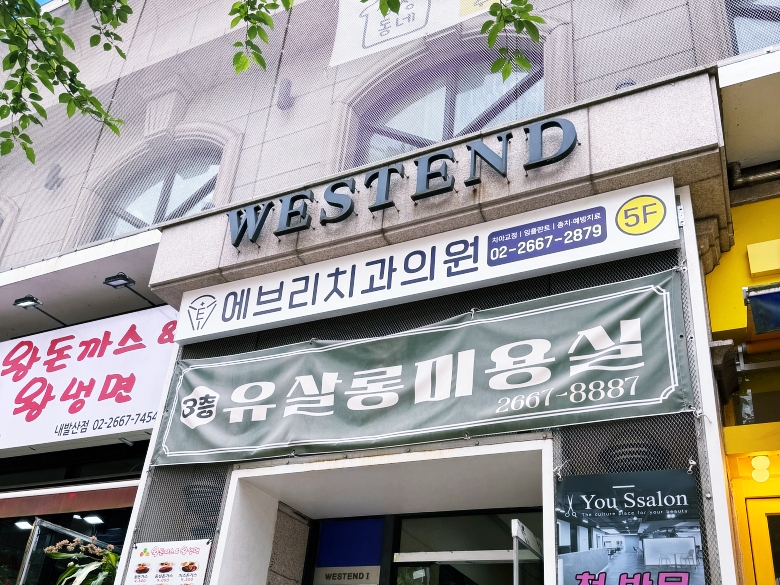 동네
WESTEND
에브리치과의원
치아교정 | 임플란트 | 충치·예방치료
02-2667-2879
5F
왕돈까스 &
왕냉면
내발산점 02-2667-7454
3층 유살롱미용실
2667-8887
You Ssalon
The culture place for your beauty
WESTEND I